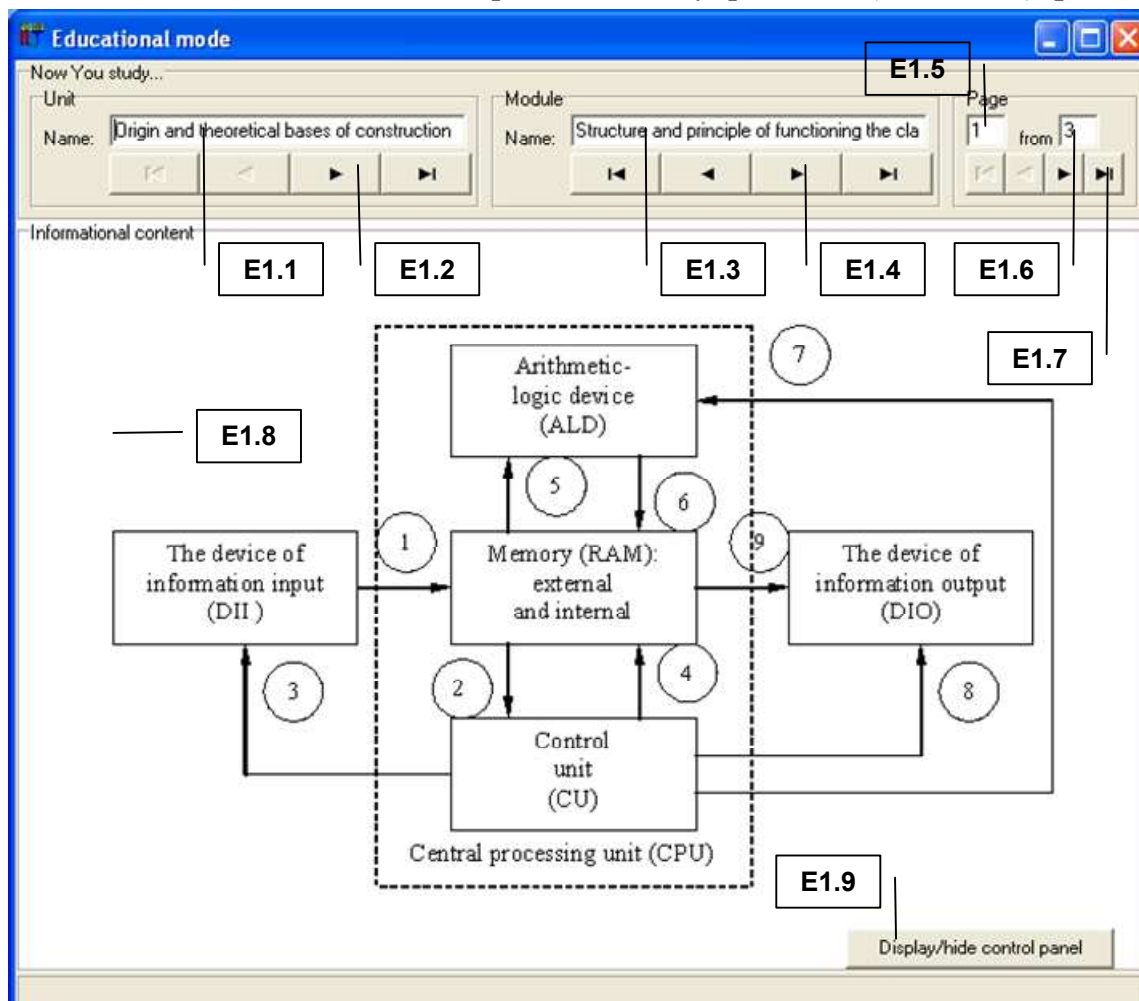 Educational mode
Now You study...
E1.5
Unit
Module
Page
Name: Origin and theoretical bases of construction
Name: Structure and principle of functioning the cla
1 from 3
E1.1
E1.2
E1.3
E1.4
E1.6
Informational content
E1.7
7
Arithmetic-
logic device
(ALD)
E1.8
5
6
1
9
The device of
information input
(DII )
Memory (RAM):
external
and internal
The device of
information output
(DIO)
3
2
4
8
Control
unit
(CU)
Central processing unit (CPU)
E1.9
Display/hide control panel